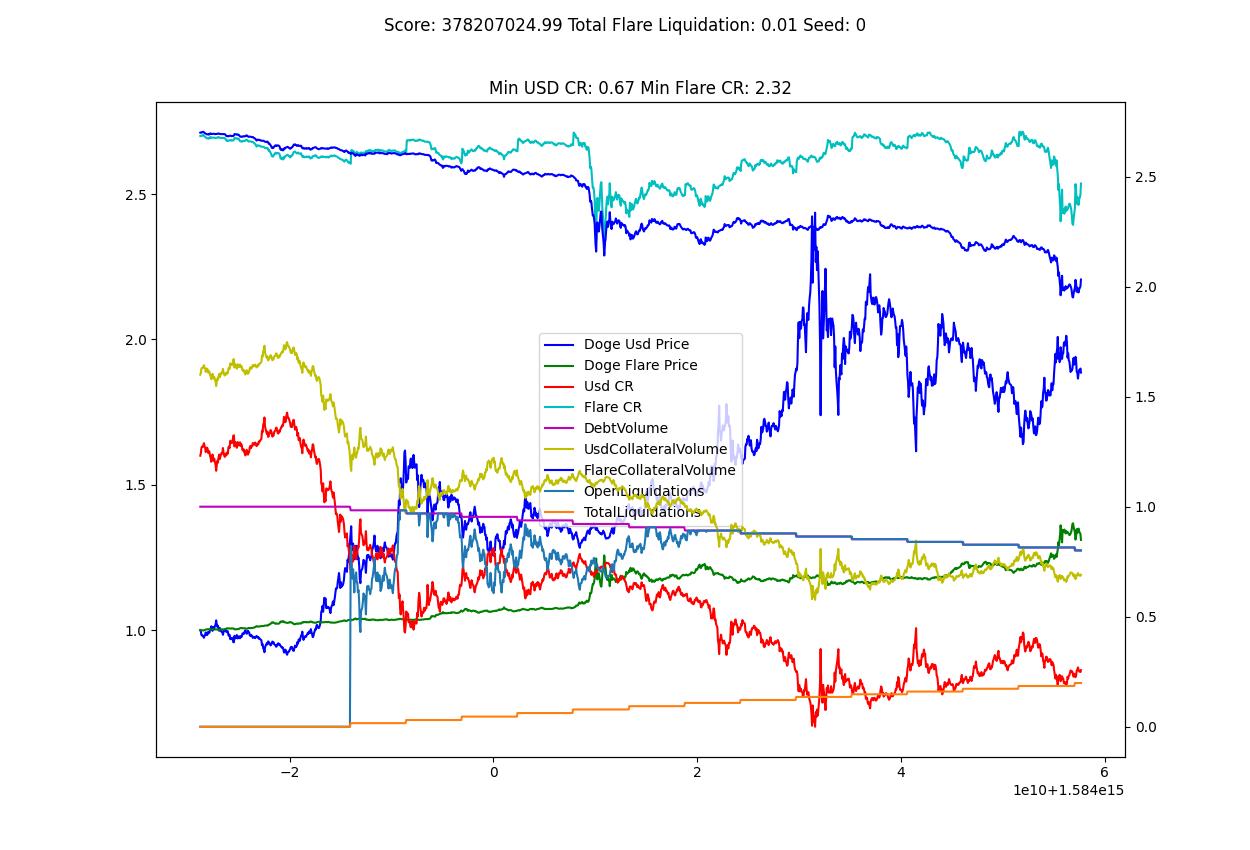 Score: 378207024.99 Total Flare Liquidation: 0.01 Seed: 0
Min USD CR: 0.67 Min Flare CR: 2.32
2.5
2.0
1.5
1.0
Doge Usd Price
Doge Flare Price
Usd CR
Flare CR
DebtVolume
UsdCollateralVolume
FlareCollateralVolume
OpenLiquidations
TotalLiquidations
2.5
2.0
1.5
1.0
0.5
0.0
−2
0
2
4
6
1e10+1.584e15